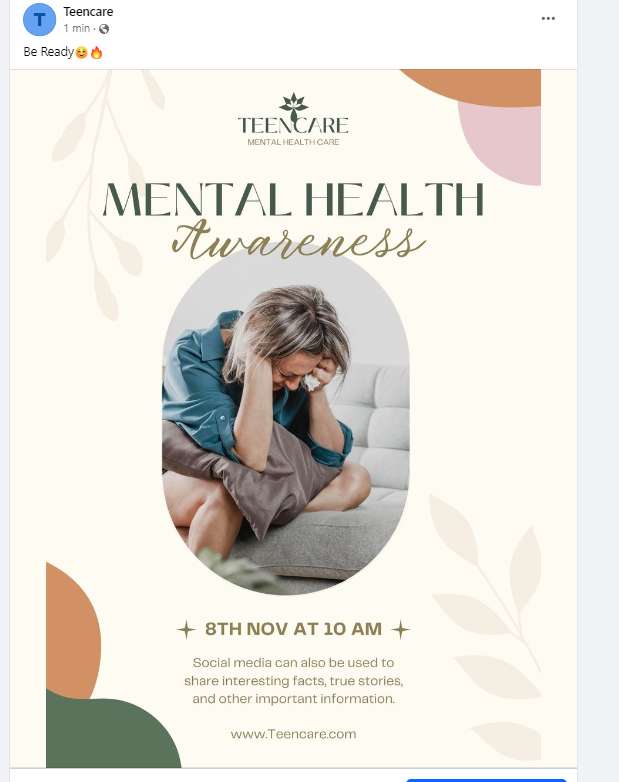 T
Teencare
1 min ·
Be Ready😊🔥
TEENCARE
MENTAL HEALTH CARE
MENTAL HEALTH
Awareness
8TH NOV AT 10 AM
Social media can also be used to
share interesting facts, true stories,
and other important information.
www.Teencare.com